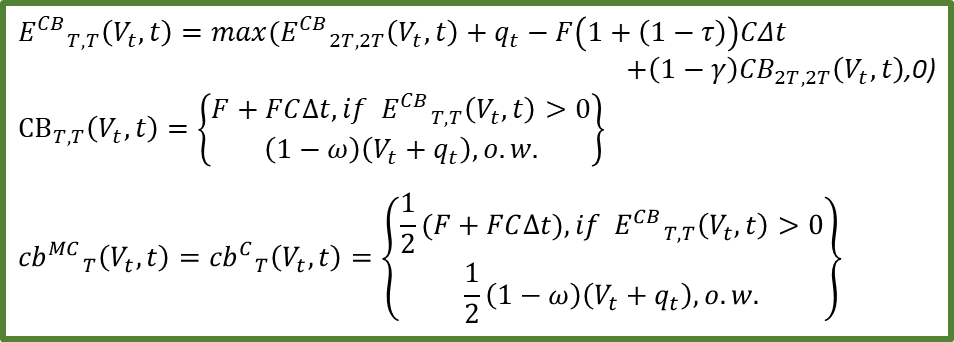 E^{CB}_{T,T}(V_t, t) = max(E^{CB}_{2T,2T}(V_t, t) + q_t − F(1 + (1 − τ))CΔt
+(1 − γ)CB_{2T,2T}(V_t, t),0)
CB_{T,T}(V_t, t) = { F + FCΔt, if E^{CB}_{T,T}(V_t, t) > 0 }
(1 − ω)(V_t + q_t), o. w.
cb^{MC}_T(V_t, t) = cb^C_T(V_t, t) = { \frac{1}{2}(F + FCΔt), if E^{CB}_{T,T}(V_t, t) > 0 }
\frac{1}{2}(1 − ω)(V_t + q_t), o. w.